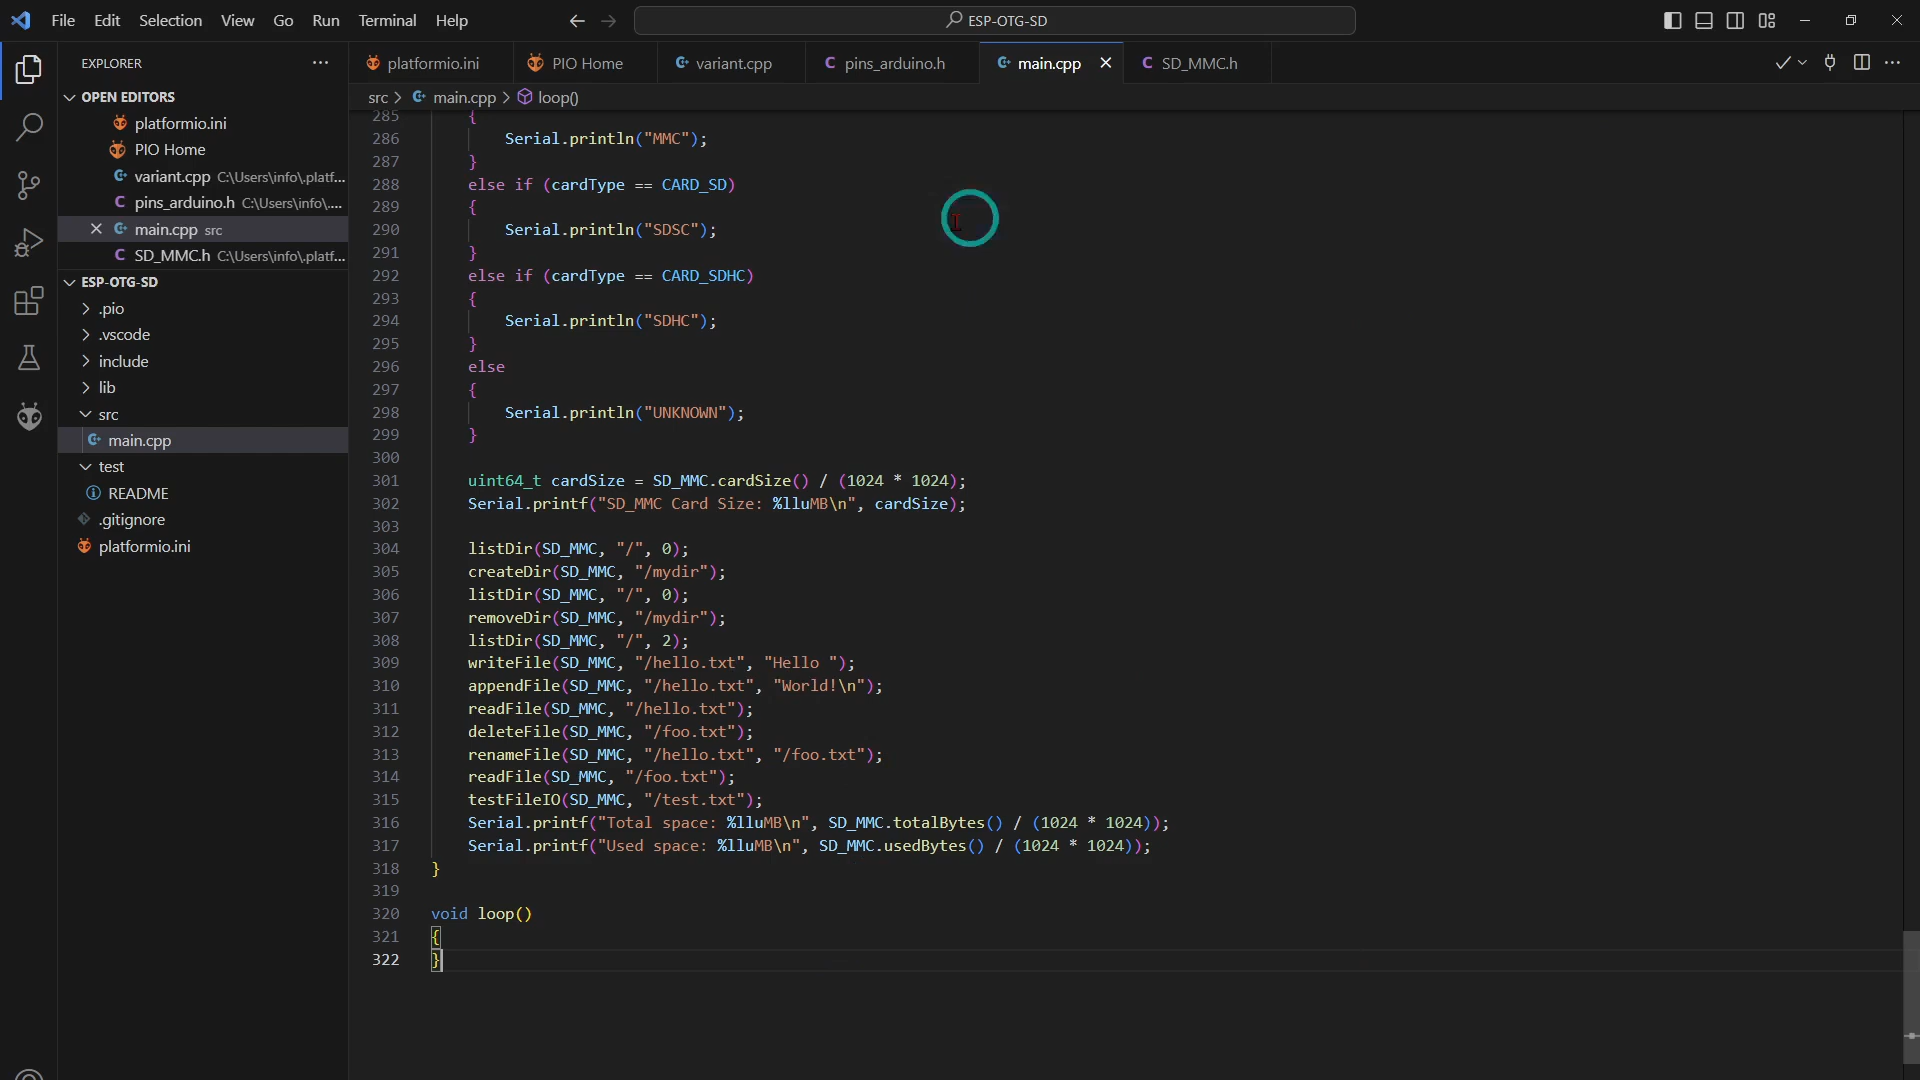 File Edit Selection View Go Run Terminal Help
ESP-OTG-SD
EXPLORER
OPEN EDITORS
platformio.ini
PIO Home
variant.cpp C:\Users\info\.platf...
pins_arduino.h C:\Users\info\....
main.cpp src
SD_MMC.h C:\Users\info\.platf...
ESP-OTG-SD
.pio
.vscode
include
lib
src
main.cpp
test
README
.gitignore
platformio.ini
platformio.ini PIO Home variant.cpp pins_arduino.h main.cpp SD_MMC.h
src > main.cpp > loop()
285 {
286 Serial.println("MMC");
287 }
288 else if (cardType == CARD_SD)
289 {
290 Serial.println("SDSC");
291 }
292 else if (cardType == CARD_SDHC)
293 {
294 Serial.println("SDHC");
295 }
296 else
297 {
298 Serial.println("UNKNOWN");
299 }
300
301 uint64_t cardSize = SD_MMC.cardSize() / (1024 * 1024);
302 Serial.printf("SD_MMC Card Size: %lluMB\n", cardSize);
303
304 listDir(SD_MMC, "/", 0);
305 createDir(SD_MMC, "/mydir");
306 listDir(SD_MMC, "/", 0);
307 removeDir(SD_MMC, "/mydir");
308 listDir(SD_MMC, "/", 2);
309 writeFile(SD_MMC, "/hello.txt", "Hello ");
310 appendFile(SD_MMC, "/hello.txt", "World!\n");
311 readFile(SD_MMC, "/hello.txt");
312 deleteFile(SD_MMC, "/foo.txt");
313 renameFile(SD_MMC, "/hello.txt", "/foo.txt");
314 readFile(SD_MMC, "/foo.txt");
315 testFileIO(SD_MMC, "/test.txt");
316 Serial.printf("Total space: %lluMB\n", SD_MMC.totalBytes() / (1024 * 1024));
317 Serial.printf("Used space: %lluMB\n", SD_MMC.usedBytes() / (1024 * 1024));
318 }
319
320 void loop()
321 {
322 }